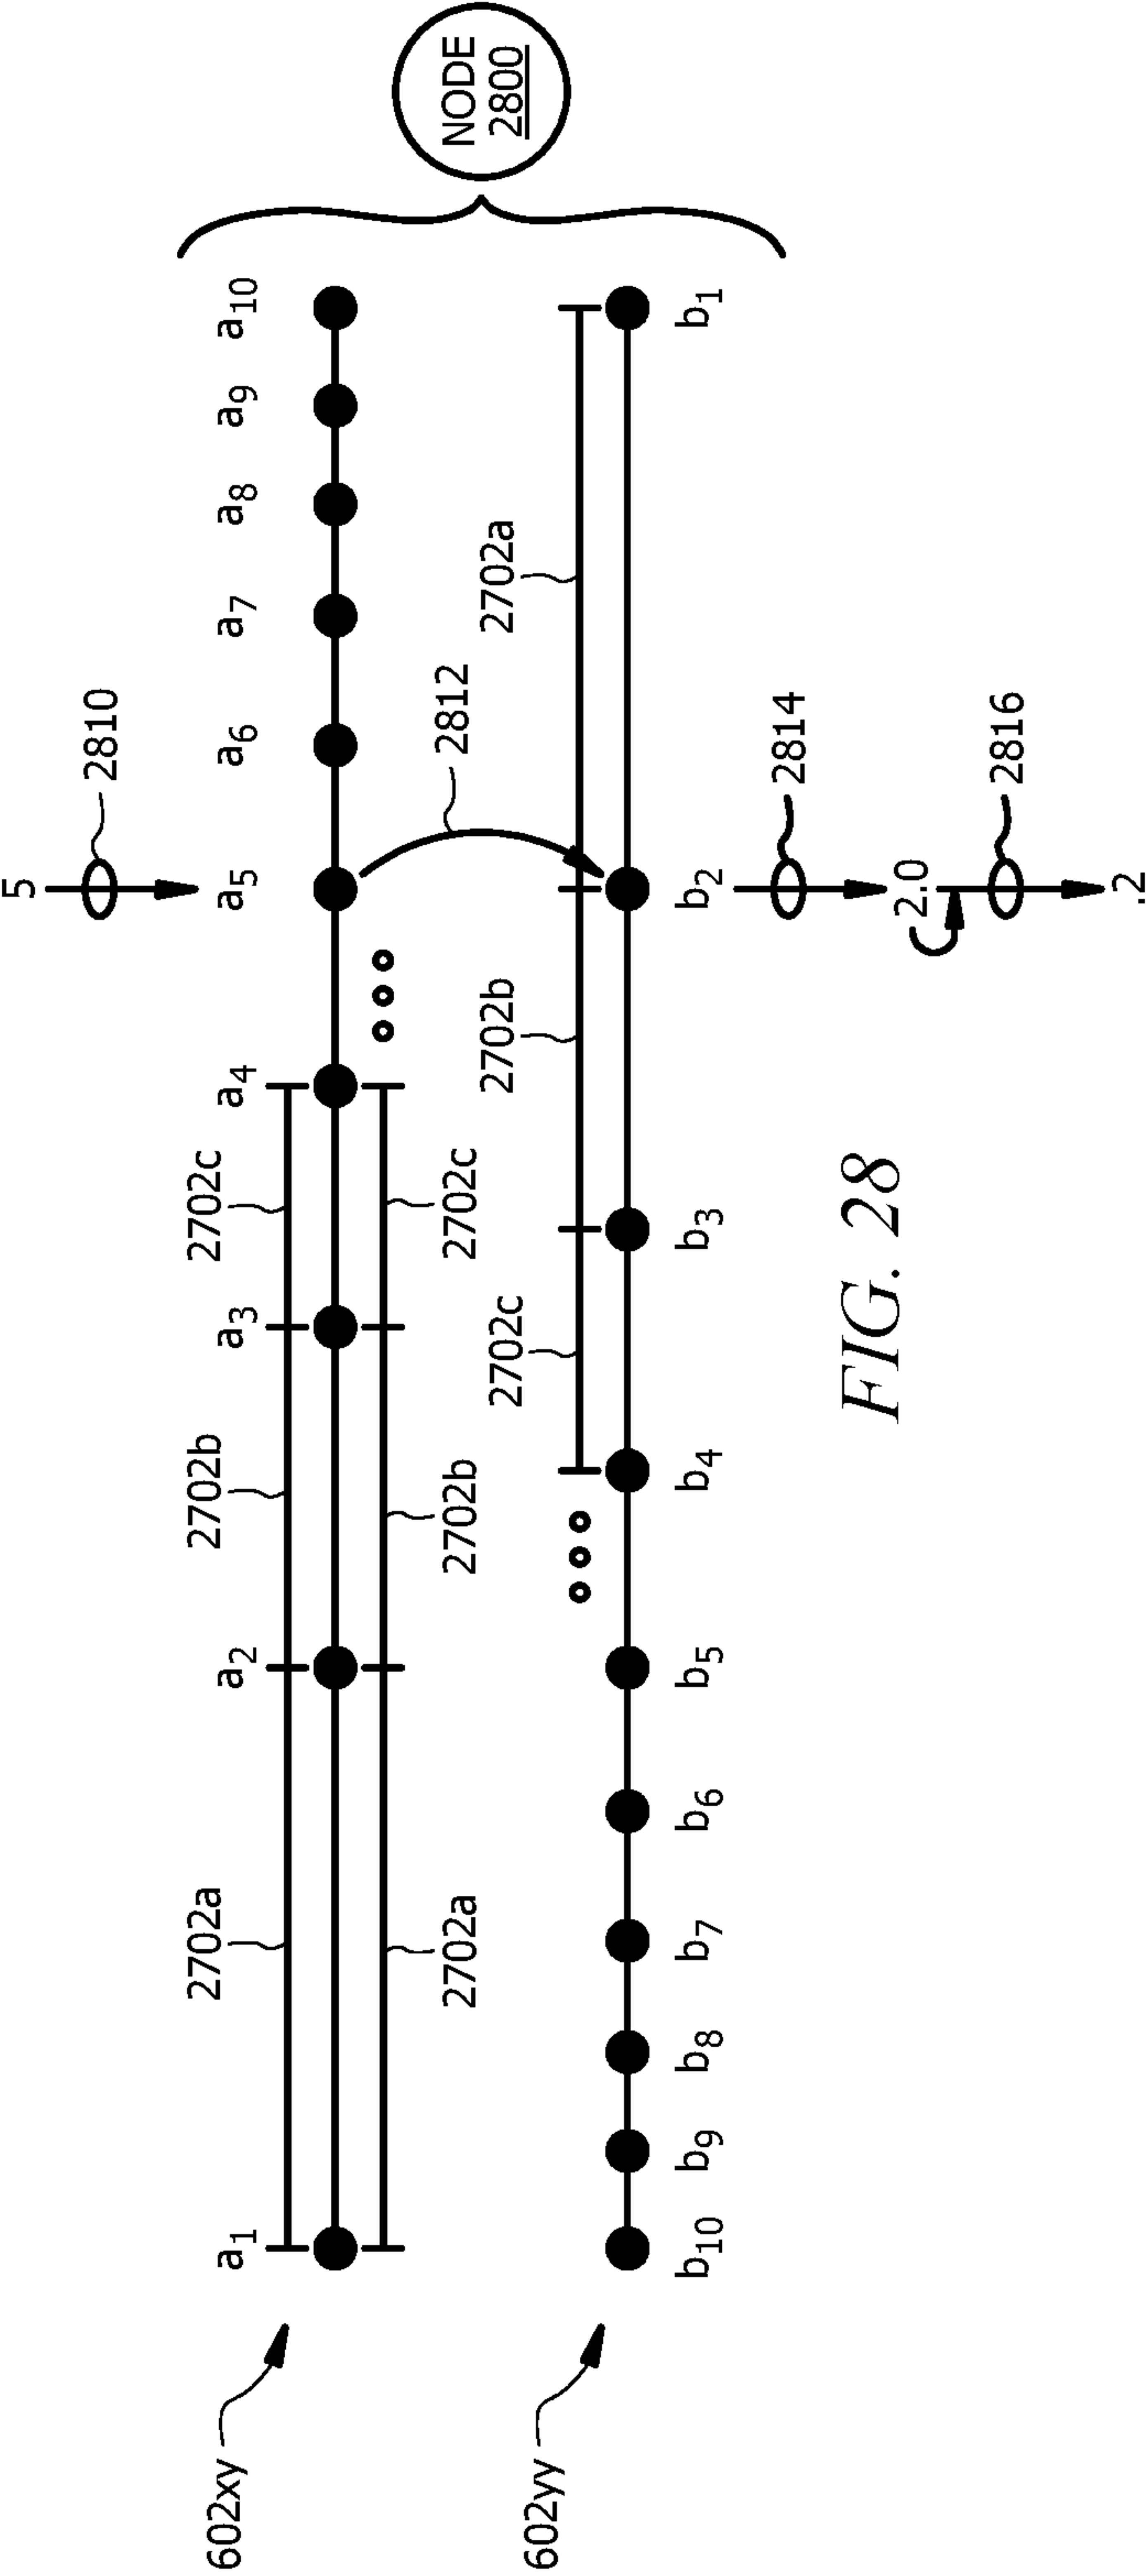 5
2810
a1
a2
a3
a4
a5
a6
a7
a8
a9
a10
602xy
2702a
2702b
2702c
2702a
2702b
2702c
2812
NODE
2800
602yy
2702c
2702b
2702a
b10
b9
b8
b7
b6
b5
b4
b3
b2
b1
2814
2.0
2816
.2
FIG. 28